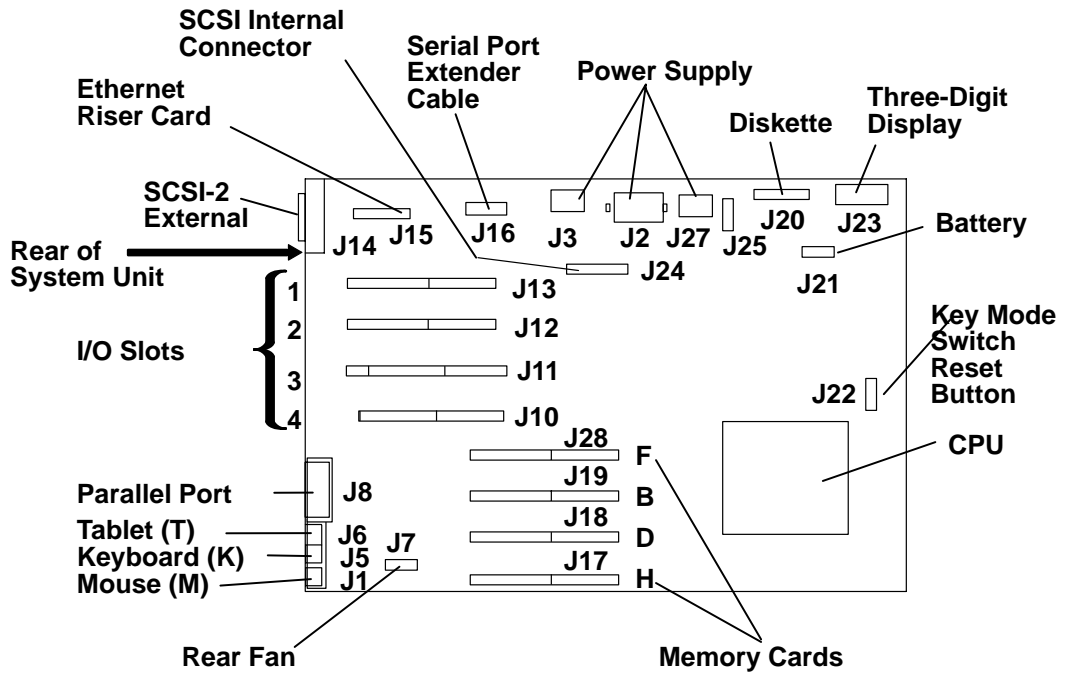 SCSI Internal
Connector
Serial Port
Extender
Cable
Power Supply
Ethernet
Riser Card
Three-Digit
Display
Diskette
SCSI-2
External
J14
J15
J16
J3
J2
J27
J25
J20
J23
Battery
Rear of
System Unit
J24
J21
I/O Slots
1
J13
2
J12
3
J11
4
J10
Key Mode
Switch
Reset
Button
J22
CPU
J28
F
J19
B
J18
D
J17
H
Parallel Port
J8
Tablet (T)
J6
Keyboard (K)
J5
Mouse (M)
J1
J7
Rear Fan
Memory Cards